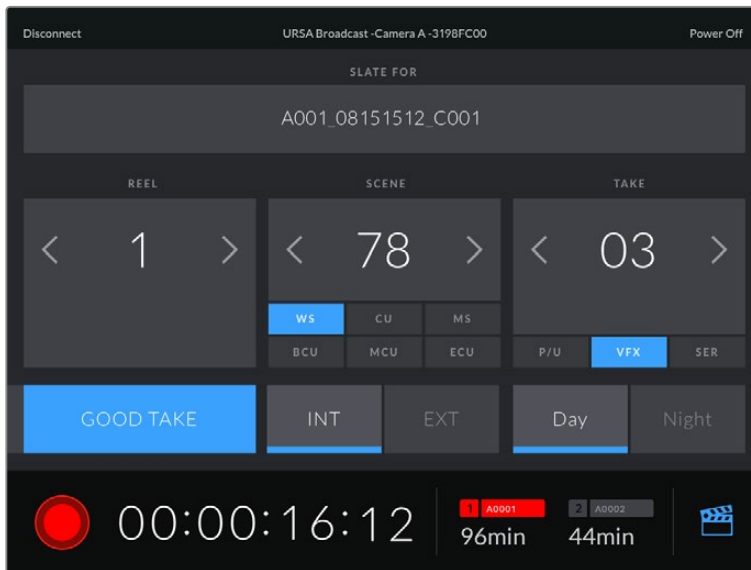 Disconnect URSA Broadcast -Camera A -3198FC00 Power Off
SLATE FOR
A001_08151512_C001
REEL SCENE TAKE
1 78 03
WS CU MS
BCU MCU ECU P/U VFX SER
GOOD TAKE INT EXT Day Night
1 A0001 2 A0002
00:00:16:12 96min 44min